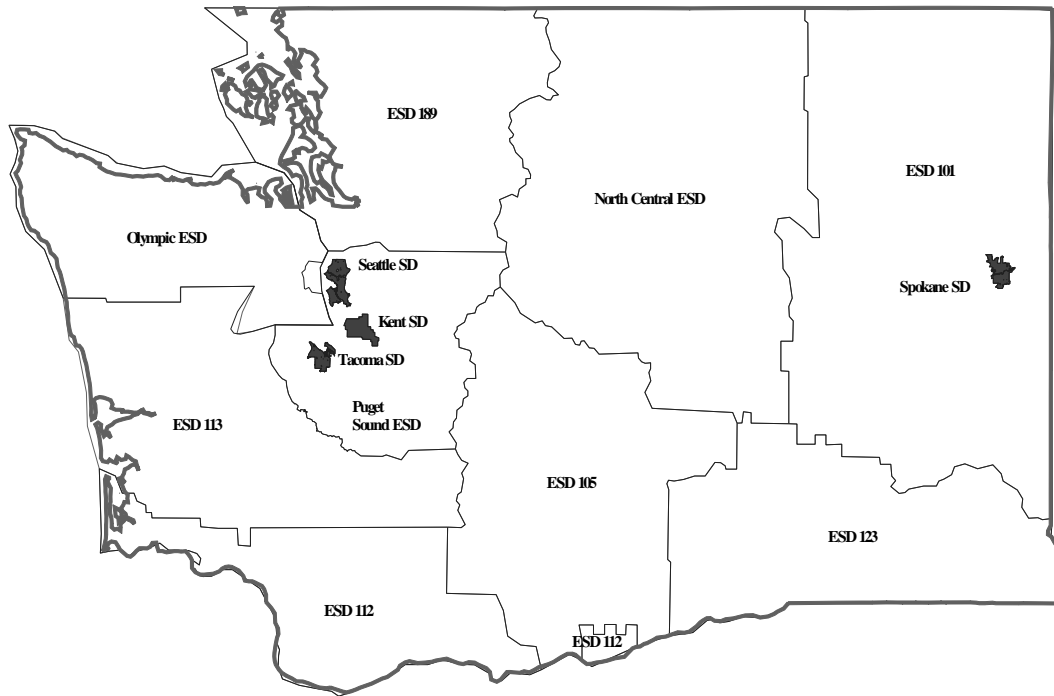 ESD 189
ESD 101
North Central ESD
Olympic ESD
Seattle SD
Spokane SD
Kent SD
Tacoma SD
Puget
Sound ESD
ESD 113
ESD 105
ESD 123
ESD 112
ESD 112